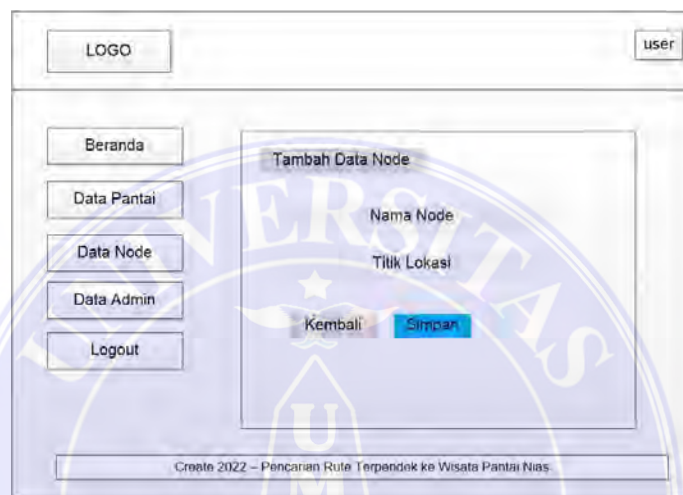 LOGO
user
Beranda
Data Pantai
Data Node
Data Admin
Logout
Tambah Data Node
Nama Node
Titik Lokasi
Kembali
Simpan
Create 2022 – Pencarian Rute Terpendek ke Wisata Pantai Nias
UNIVERSITAS
U
M